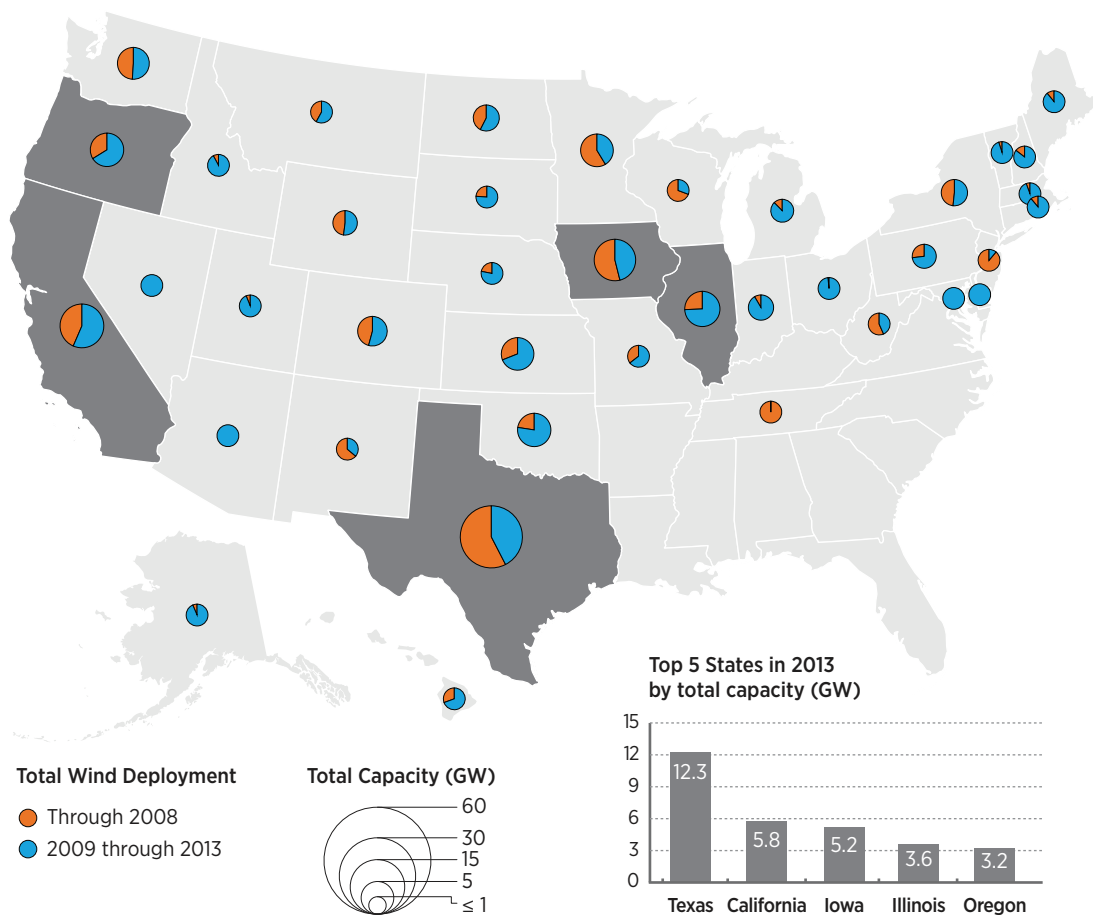 Top 5 States in 2013
by total capacity (GW)
15
12
9
6
3
0
12.3
5.8
5.2
3.6
3.2
Texas California Iowa Illinois Oregon
Total Wind Deployment
Through 2008
2009 through 2013
Total Capacity (GW)
60
30
15
5
≤ 1